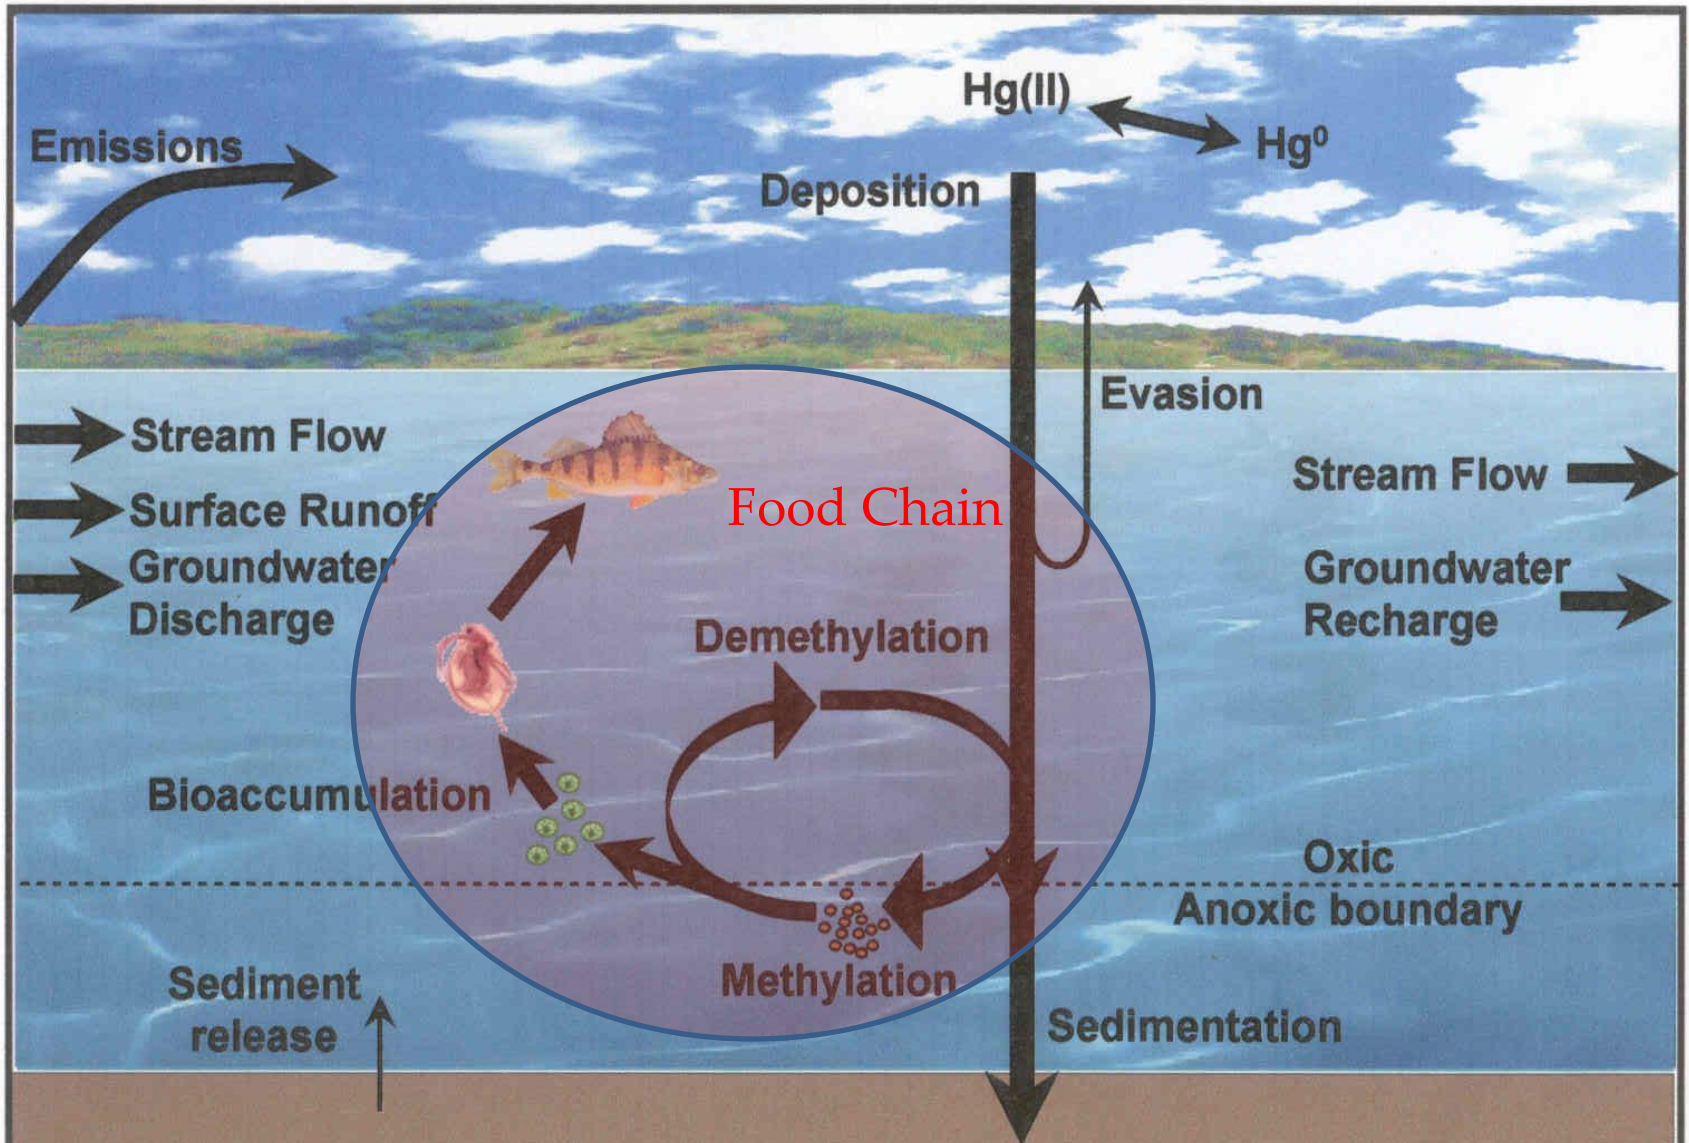 Hg(II)
Emissions
Hg⁰
Deposition
Evasion
Stream Flow
Stream Flow
Food Chain
Surface Runoff
Groundwater
Discharge
Groundwater
Recharge
Demethylation
Bioaccumulation
Oxic
Anoxic boundary
Methylation
Sediment
release
Sedimentation